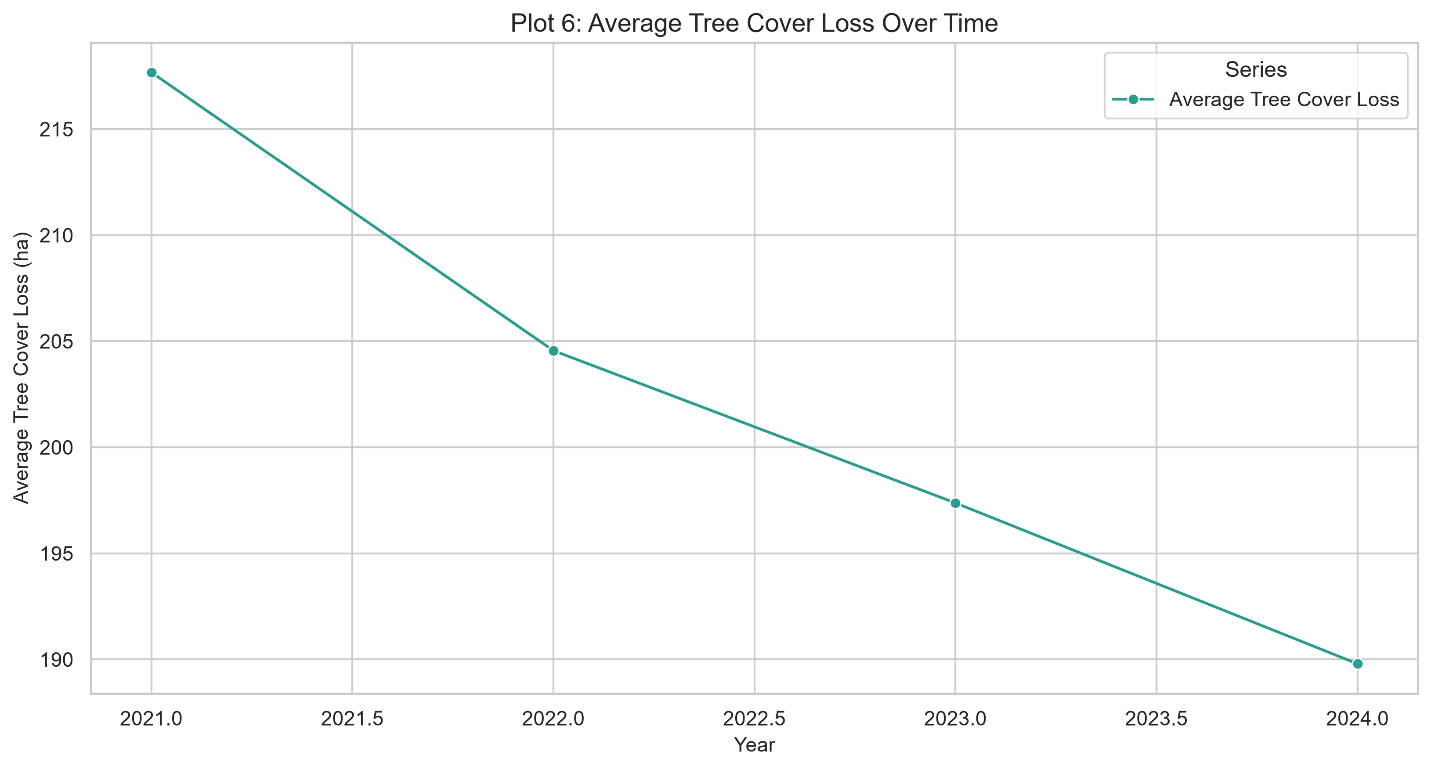 Plot 6: Average Tree Cover Loss Over Time
Series
Average Tree Cover Loss
Average Tree Cover Loss (ha)
215
210
205
200
195
190
2021.0 2021.5 2022.0 2022.5 2023.0 2023.5 2024.0
Year